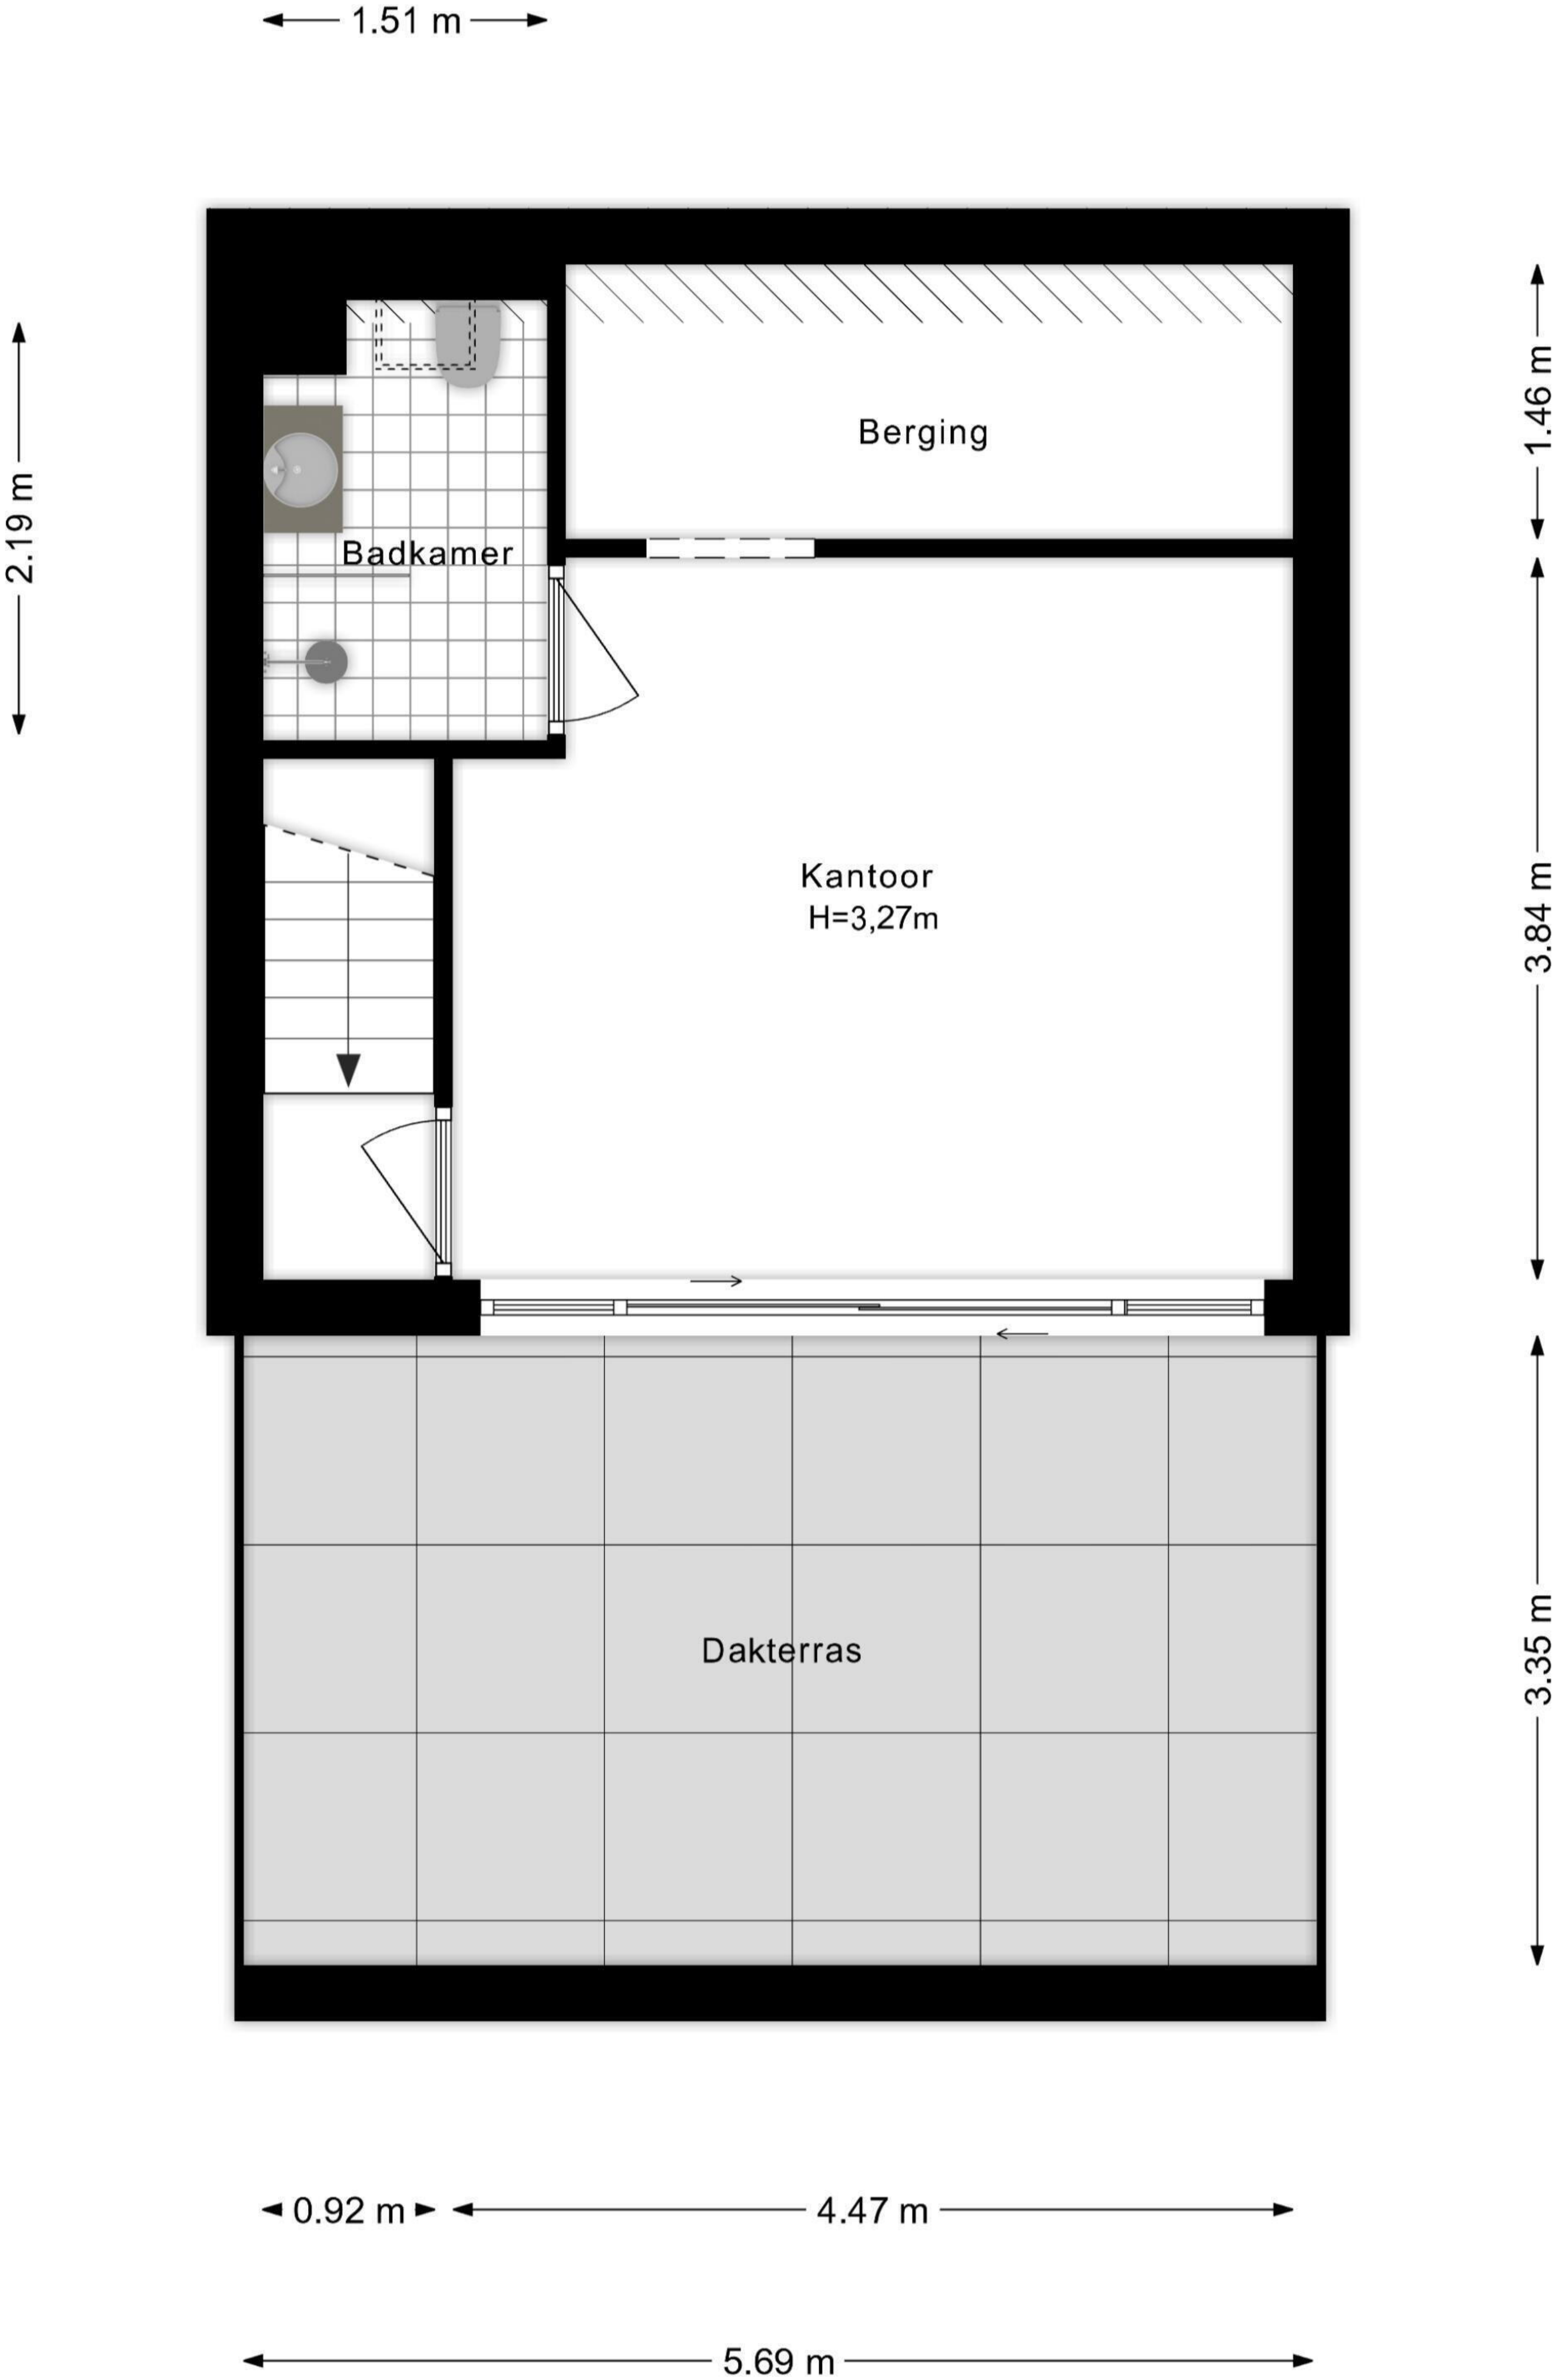 1.51 m
1.46 m
Berging
2.19 m
Badkamer
Kantoor
H=3,27m
3.84 m
Dakterras
3.35 m
0.92 m
4.47 m
5.69 m